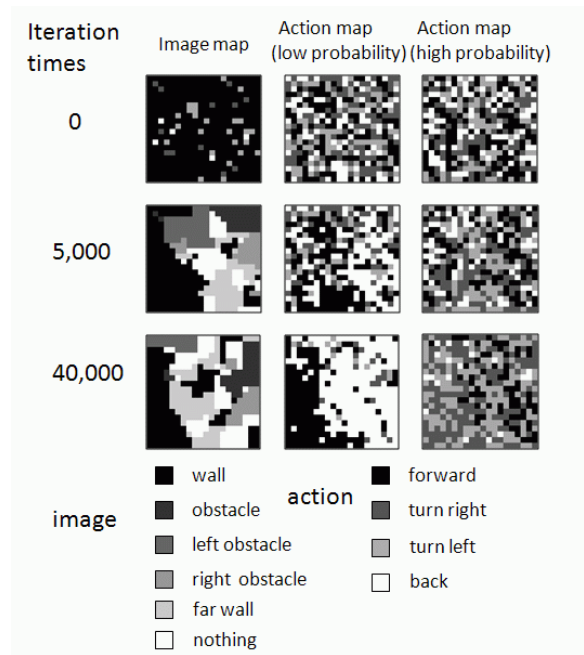 Iteration
times
Image map
Action map
(low probability)
Action map
(high probability)
0
5,000
40,000
image
wall
obstacle
left obstacle
right obstacle
far wall
nothing
action
forward
turn right
turn left
back